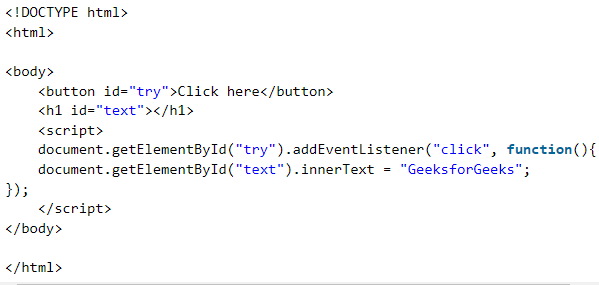 <!DOCTYPE html>
<html>
<body>
<button id="try">Click here</button>
<h1 id="text"></h1>
<script>
document.getElementById("try").addEventListener("click", function(){
document.getElementById("text").innerText = "GeeksforGeeks";
});
</script>
</body>
</html>